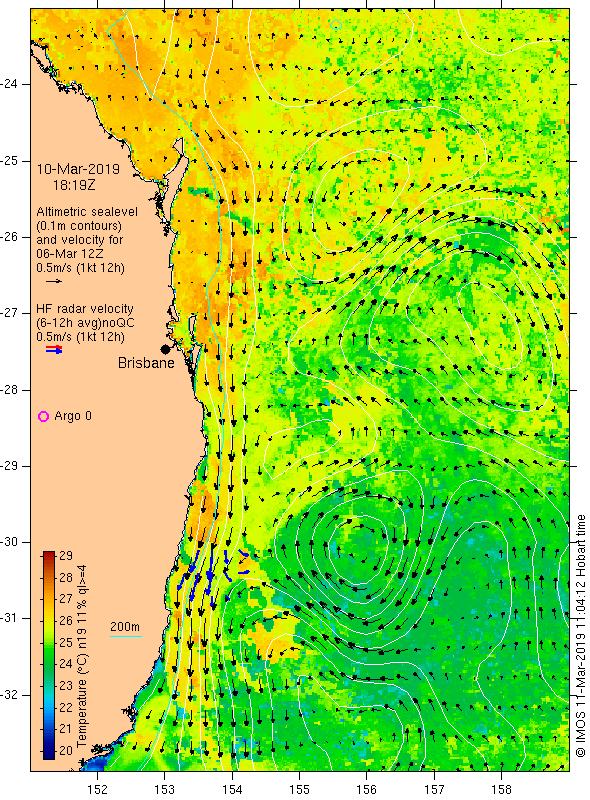 10-Mar-2019
18:19Z
Altimetric sealevel
(0.1m contours)
and velocity for
06-Mar 12Z
0.5m/s (1kt 12h)
HF radar velocity
(6-12h avg)noQC
0.5m/s (1kt 12h)
Brisbane
Argo 0
200m
29
28
27
26
25
24
23
22
21
20
Temperature (°C) n19 11% ql>=4
-24
-25
-26
-27
-28
-29
-30
-31
-32
152
153
154
155
156
157
158
© IMOS 11-Mar-2019 11:04:12 Hobart time